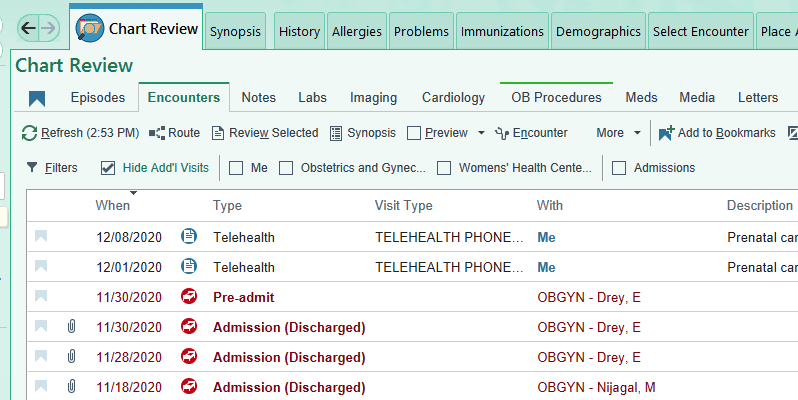 Chart Review Synopsis History Allergies Problems Immunizations Demographics Select Encounter Place A
Chart Review
Episodes Encounters Notes Labs Imaging Cardiology OB Procedures Meds Media Letters
Refresh (2:53 PM) Route Review Selected Synopsis Preview Encounter More Add to Bookmarks
Filters Hide Add'l Visits Me Obstetrics and Gynec... Womens' Health Cente... Admissions
When Type Visit Type With Description
12/08/2020 Telehealth TELEHEALTH PHONE... Me Prenatal car
12/01/2020 Telehealth TELEHEALTH PHONE... Me Prenatal car
11/30/2020 Pre-admit OBGYN - Drey, E
11/30/2020 Admission (Discharged) OBGYN - Drey, E
11/28/2020 Admission (Discharged) OBGYN - Drey, E
11/18/2020 Admission (Discharged) OBGYN - Nijagal, M